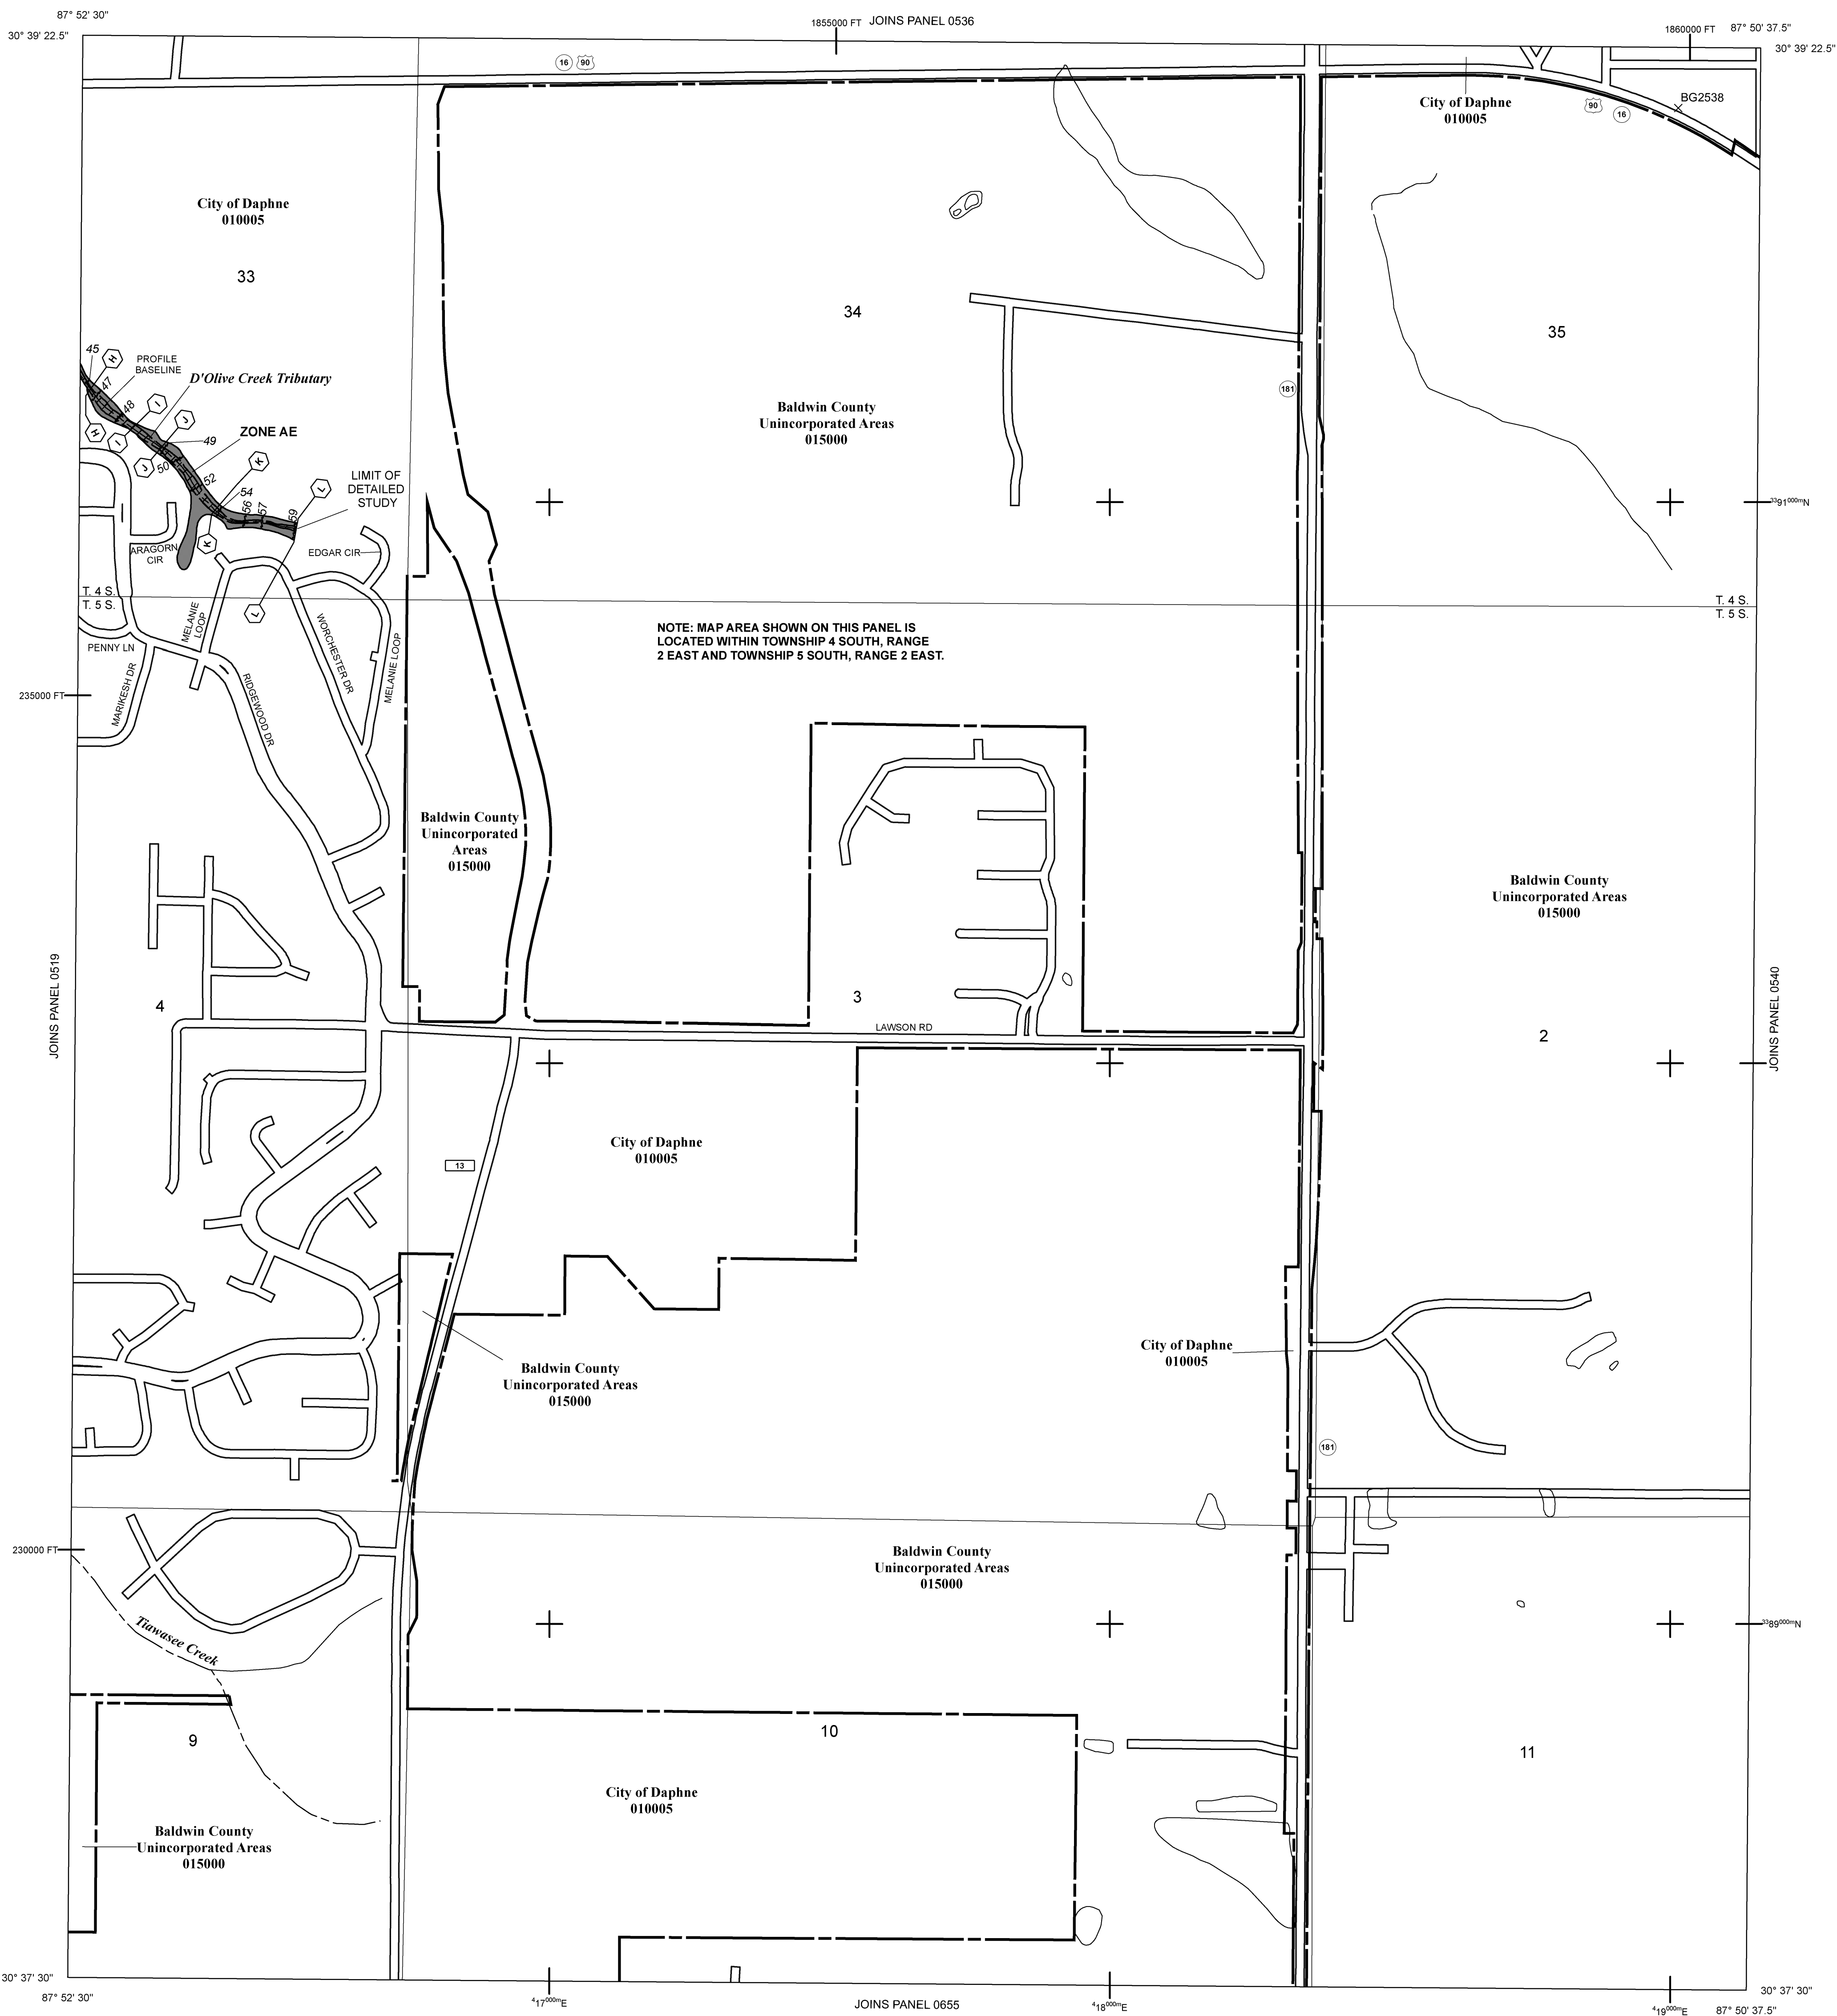 87° 52' 30"
1855000 FT JOINS PANEL 0536
1860000 FT 87° 50' 37.5"
30° 39' 22.5"
30° 39' 22.5"
16 90
City of Daphne
010005
90
16
BG2538
City of Daphne
010005
33
34
35
45
H
47
PROFILE
BASELINE
D'Olive Creek Tributary
48
I
J
H
I
J
49
50
ZONE AE
52
K
54
56
57
59
L
LIMIT OF
DETAILED
STUDY
K
L
181
Baldwin County
Unincorporated Areas
015000
3391000mN
ARAGORN
CIR
EDGAR CIR
T. 4 S.
T. 5 S.
T. 4 S.
T. 5 S.
MELANIE
LOOP
WORCHESTER DR
MELANIE LOOP
PENNY LN
MARIKESH DR
RIDGEWOOD DR
NOTE: MAP AREA SHOWN ON THIS PANEL IS
LOCATED WITHIN TOWNSHIP 4 SOUTH, RANGE
2 EAST AND TOWNSHIP 5 SOUTH, RANGE 2 EAST.
235000 FT
Baldwin County
Unincorporated
Areas
015000
Baldwin County
Unincorporated Areas
015000
JOINS PANEL 0519
JOINS PANEL 0540
4
3
2
LAWSON RD
13
City of Daphne
010005
City of Daphne
010005
Baldwin County
Unincorporated Areas
015000
181
230000 FT
Baldwin County
Unincorporated Areas
015000
Tiawasee Creek
3389000mN
9
10
11
City of Daphne
010005
Baldwin County
Unincorporated Areas
015000
30° 37' 30"
30° 37' 30"
87° 52' 30"
417000mE
JOINS PANEL 0655
418000mE
419000mE
87° 50' 37.5"